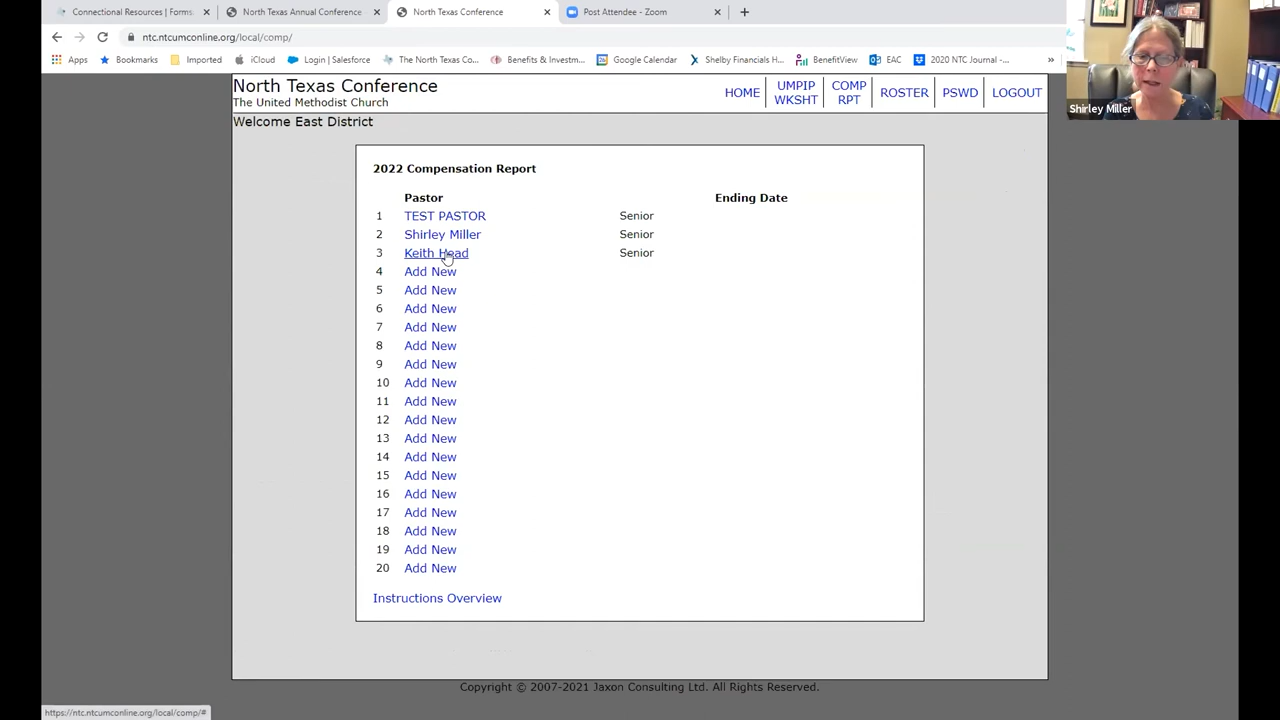 Connectional Resources | Forms
North Texas Annual Conference
North Texas Conference
Post Attendee - Zoom
ntc.ntcumconline.org/local/comp/
Apps
Bookmarks
Imported
iCloud
Login | Salesforce
The North Texas Co...
Benefits & Investme...
Google Calendar
Shelby Financials H...
BenefitView
EAC
2020 NTC Journal -...
»
North Texas Conference
The United Methodist Church
HOME
UMPIP WKSHT
COMP RPT
ROSTER
PSWD
LOGOUT
Shirley Miller
Welcome East District
2022 Compensation Report
Pastor Ending Date
1 TEST PASTOR Senior
2 Shirley Miller Senior
3 Keith Head Senior
4 Add New
5 Add New
6 Add New
7 Add New
8 Add New
9 Add New
10 Add New
11 Add New
12 Add New
13 Add New
14 Add New
15 Add New
16 Add New
17 Add New
18 Add New
19 Add New
20 Add New
Instructions Overview
Copyright © 2007-2021 Jaxon Consulting Ltd. All Rights Reserved.
https://ntc.ntcumconline.org/local/comp/#